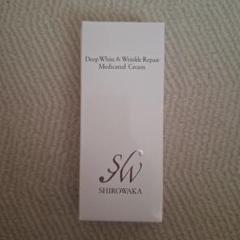 Deep White & Wrinkle Repair
Medicated Cream
SW
SHIROWAKA